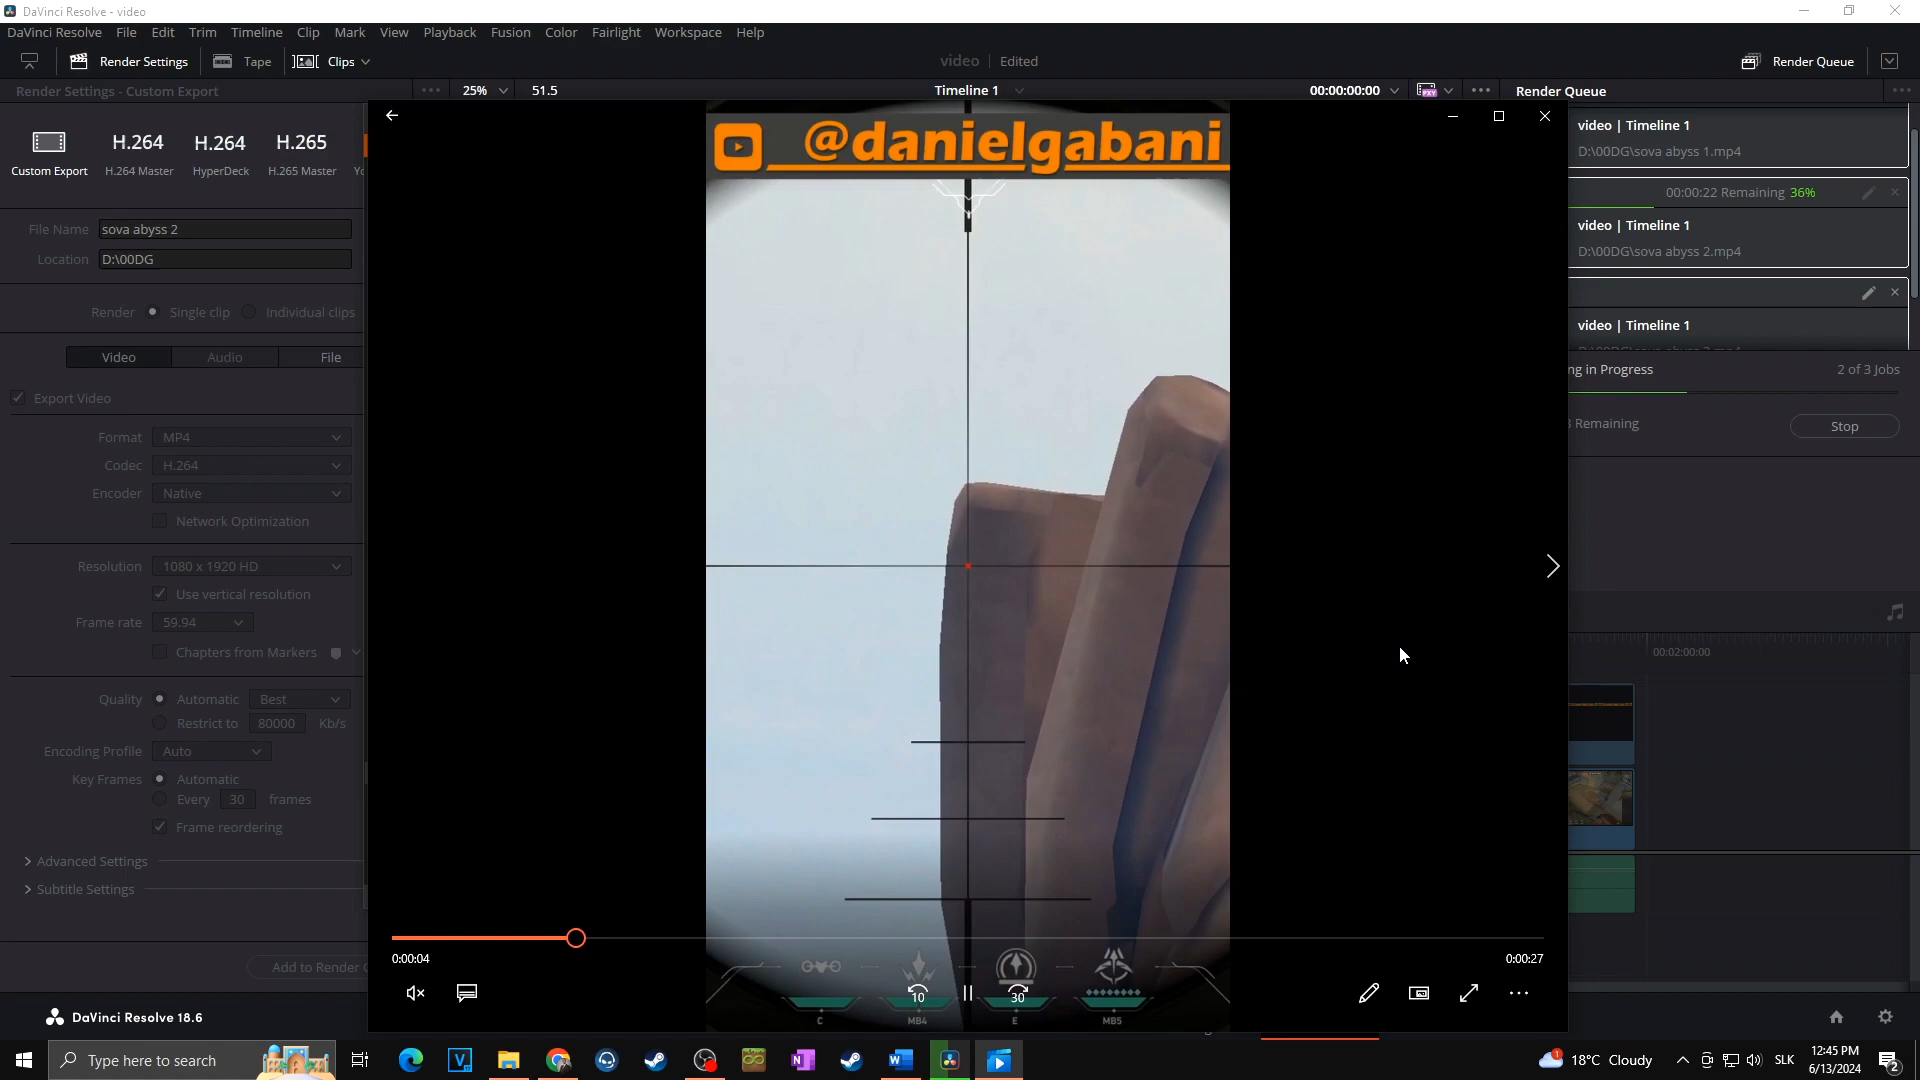 DaVinci Resolve - video
DaVinci Resolve File Edit Trim Timeline Clip Mark View Playback Fusion Color Fairlight Workspace Help
Render Settings Tape Clips video Edited Render Queue
Render Settings - Custom Export 25% 51.5 Timeline 1 00:00:00:00 Render Queue
H.264 H.264 H.265
Custom Export H.264 Master HyperDeck H.265 Master
File Name sova abyss 2
Location D:\00DG
Render Single clip Individual clips
Video Audio File
Export Video
Format MP4
Codec H.264
Encoder Native
Network Optimization
Resolution 1080 x 1920 HD
Use vertical resolution
Frame rate 59.94
Chapters from Markers
Quality Automatic Best
Restrict to 80000 Kb/s
Encoding Profile Auto
Key Frames Automatic
Every 30 frames
Frame reordering
Advanced Settings
Subtitle Settings
Add to Render
DaVinci Resolve 18.6
@danielgabani
C MB4 E MB5
0:00:04 0:00:27
10 30
video | Timeline 1
D:\00DG\sova abyss 1.mp4
00:00:22 Remaining 36%
video | Timeline 1
D:\00DG\sova abyss 2.mp4
video | Timeline 1
ng in Progress 2 of 3 Jobs
Remaining Stop
00:02:00:00
Type here to search
18°C Cloudy SLK
12:45 PM
6/13/2024
2